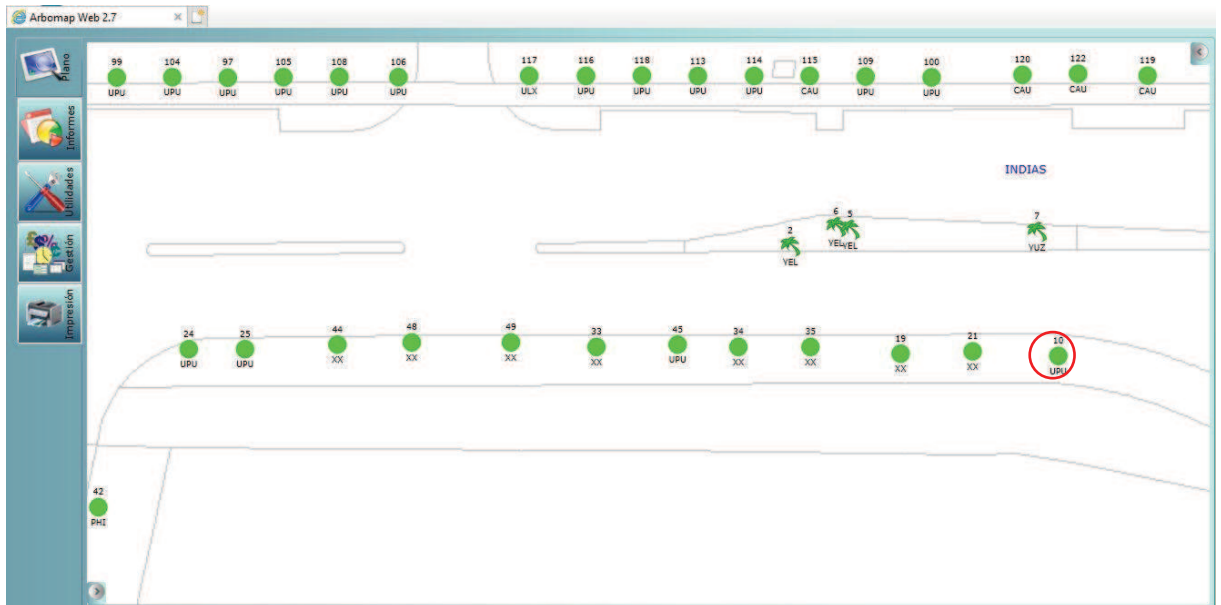 Arbomap Web 2.7
Plano
Informes
Utilidades
Gestión
Impresión
99 104 97 105 108 106 117 116 118 113 114 115 109 100 120 122 119
UPU UPU UPU UPU UPU UPU ULX UPU UPU UPU UPU CAU UPU UPU CAU CAU CAU
INDIAS
2 6 5 7
YEL YEL YEL YUZ
24 25 44 48 49 33 45 34 35 19 21 10
UPU UPU XX XX XX XX UPU XX XX XX XX UPU
42
PHI